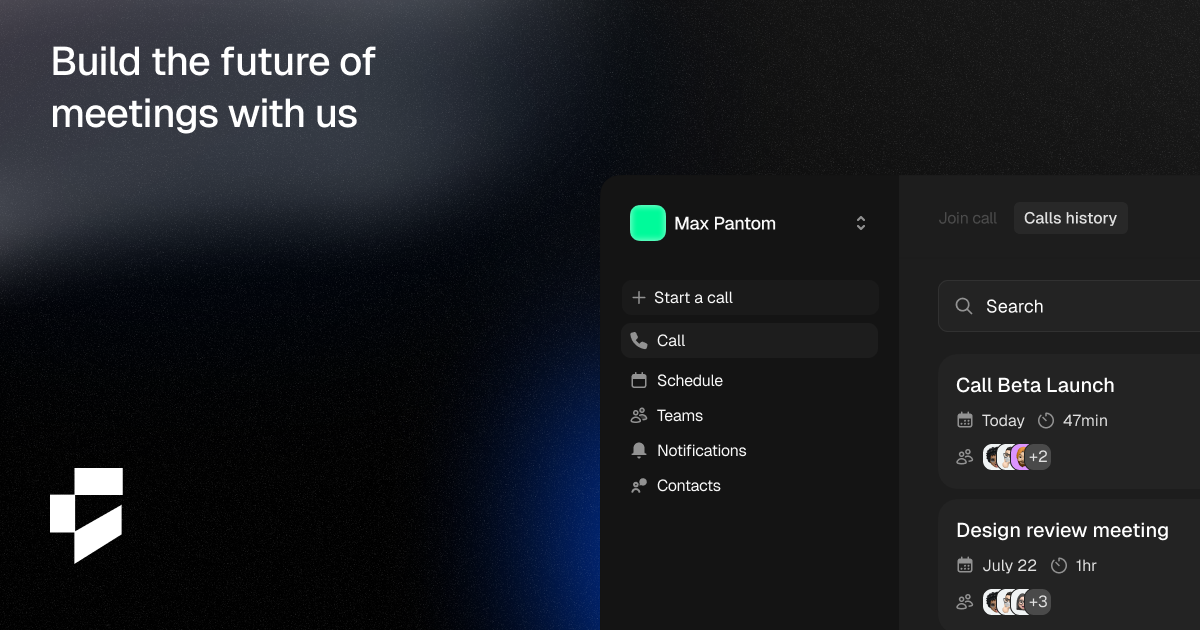 Build the future of
meetings with us
Max Pantom
Start a call
Call
Schedule
Teams
Notifications
Contacts
Join call
Calls history
Search
Call Beta Launch
Today
47min
+2
Design review meeting
July 22
1hr
+3